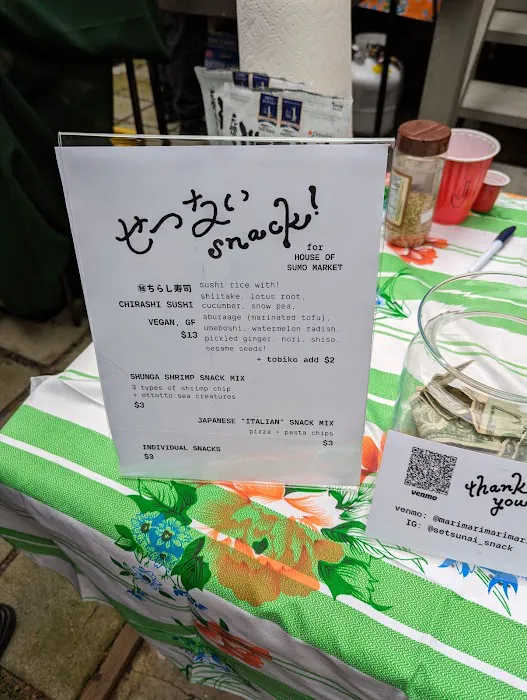 せつない
snack!
for
HOUSE OF
SUMO MARKET
㊙ちらし寿司
CHIRASHI SUSHI
VEGAN, GF
$13
sushi rice with!
shiitake, lotus root,
cucumber, snow pea,
aburaage (marinated tofu),
umeboshi, watermelon radish,
pickled ginger, nori, shiso,
sesame seeds!
+ tobiko add $2
SHUNGA SHRIMP SNACK MIX
3 types of shrimp chip
+ ottotto sea creatures
$3
JAPANESE "ITALIAN" SNACK MIX
pizza + pasta chips
$3
INDIVIDUAL SNACKS
$3
venmo
thank
you
venmo: @marimarimarimar
IG: @setsunai_snack